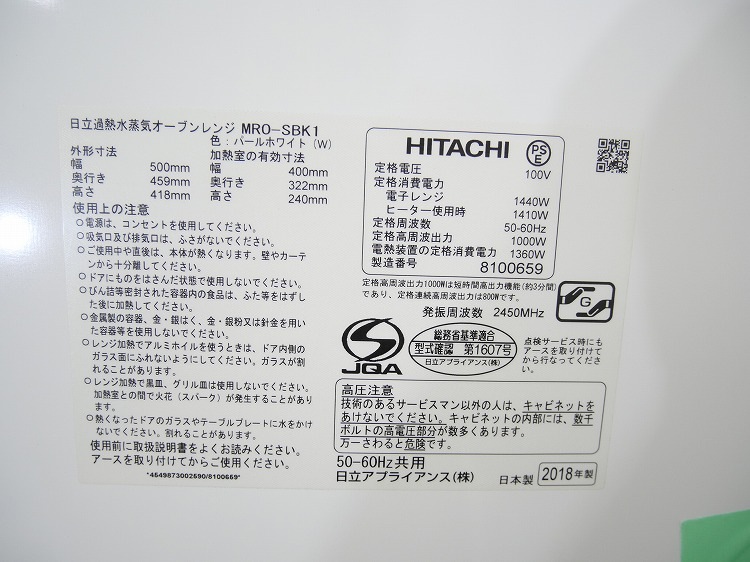 日立過熱水蒸気オーブンレンジ MRO-SBK1
色:パールホワイト(W)
外形寸法
幅 500mm
奥行き 459mm
高さ 418mm
加熱室の有効寸法
幅 400mm
奥行き 322mm
高さ 240mm
使用上の注意
○電源は、コンセントを使用してください。
○吸気口及び排気口は、ふさがないでください。
○ご使用中や直後は、本体が熱くなります。壁やカーテ
ンから十分離してください。
○ドアにものをはさんだ状態で使用しないでください。
○びん詰等密封された容器内の食品は、ふた等をはずし
た後に加熱してください。
○金属製の容器、金・銀はく、金・銀粉又は針金を用い
た容器等を使用しないでください。
○レンジ加熱でアルミホイルを使うときは、ドア内側の
ガラス面にふれないようにしてください。ガラスが割
れることがあります。
○レンジ加熱で黒皿、グリル皿は使用しないでください。
加熱室との間で火花(スパーク)が発生することがあり
ます。
○熱くなったドアのガラスやテーブルプレートに水をかけ
ないでください。割れることがあります。
使用前に取扱説明書をよくお読みください。
アースを取り付けてからご使用ください。
*4549873002690/8100659*
HITACHI
PS
E
定格電圧 100V
定格消費電力
電子レンジ 1440W
ヒーター使用時 1410W
定格周波数 50-60Hz
定格高周波出力 1000W
電熱装置の定格消費電力 1360W
製造番号 8100659
定格高周波出力1000Wは短時間高出力機能(約3分間)
であり、定格連続高周波出力は800Wです。
発振周波数 2450MHz
G
JQA
総務省基準適合
型式確認 第1607号
日立アプライアンス(株)
点検サービス時にも
アースを取り付けて
から行なってくださ
い。
高圧注意
技術のあるサービスマン以外の人は、キャビネットを
あけないでください。キャビネットの内部には、数千
ボルトの高電圧部分が数多くあります。
万一さわると危険です。
50-60Hz共用
日立アプライアンス(株)
日本製 2018年製